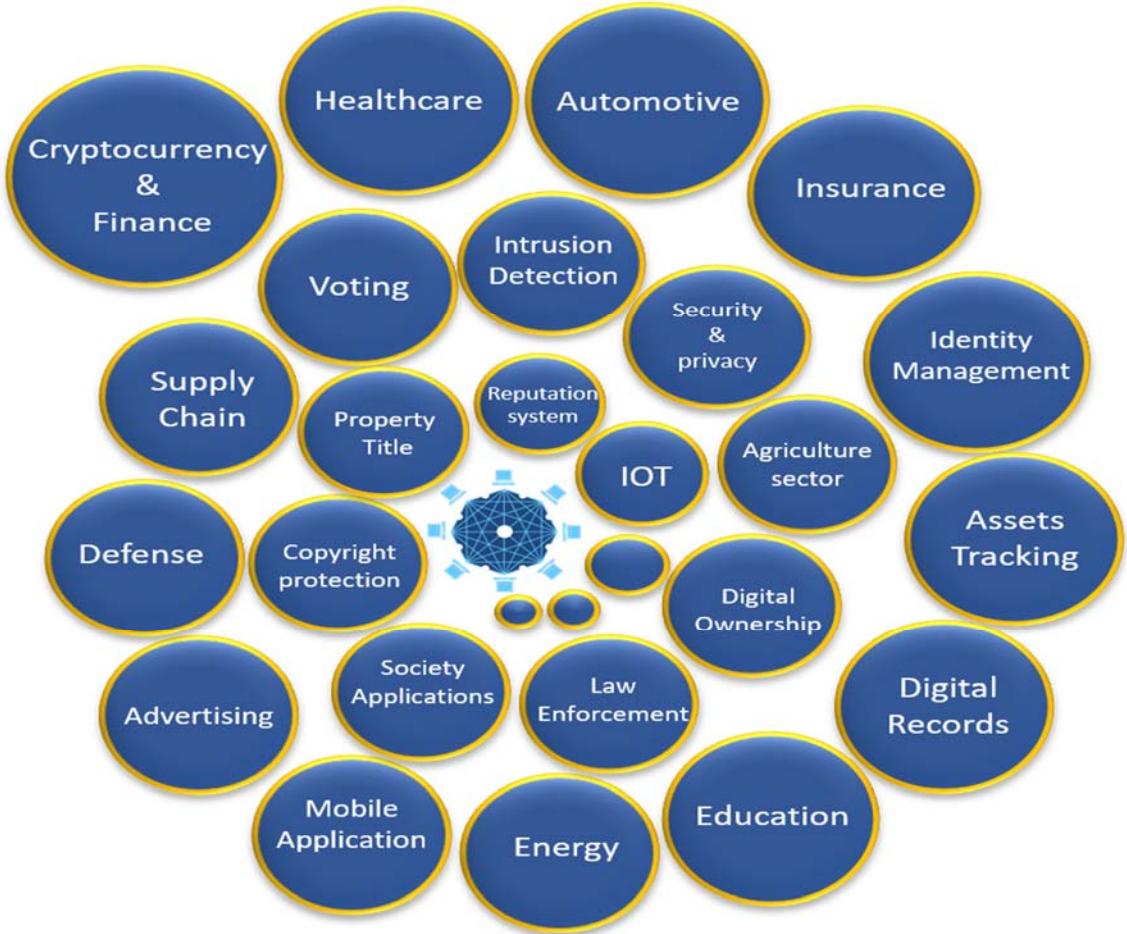 Healthcare
Automotive
Cryptocurrency
&
Finance
Insurance
Intrusion
Detection
Voting
Security
&
privacy
Identity
Management
Supply
Chain
Property
Title
Reputation
system
IOT
Agriculture
sector
Assets
Tracking
Defense
Copyright
protection
Digital
Ownership
Society
Applications
Law
Enforcement
Digital
Records
Advertising
Mobile
Application
Energy
Education